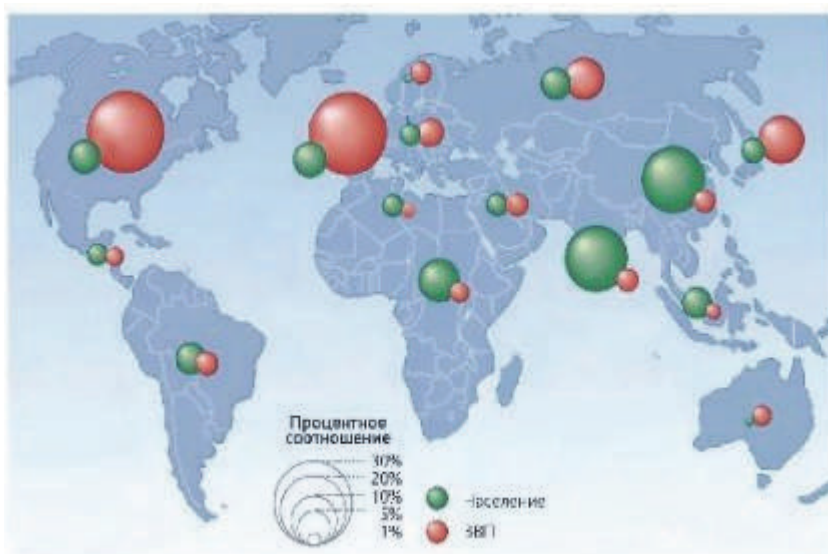 Процентное
соотношение
30%
20%
10%
5%
1%
Население
ВВП